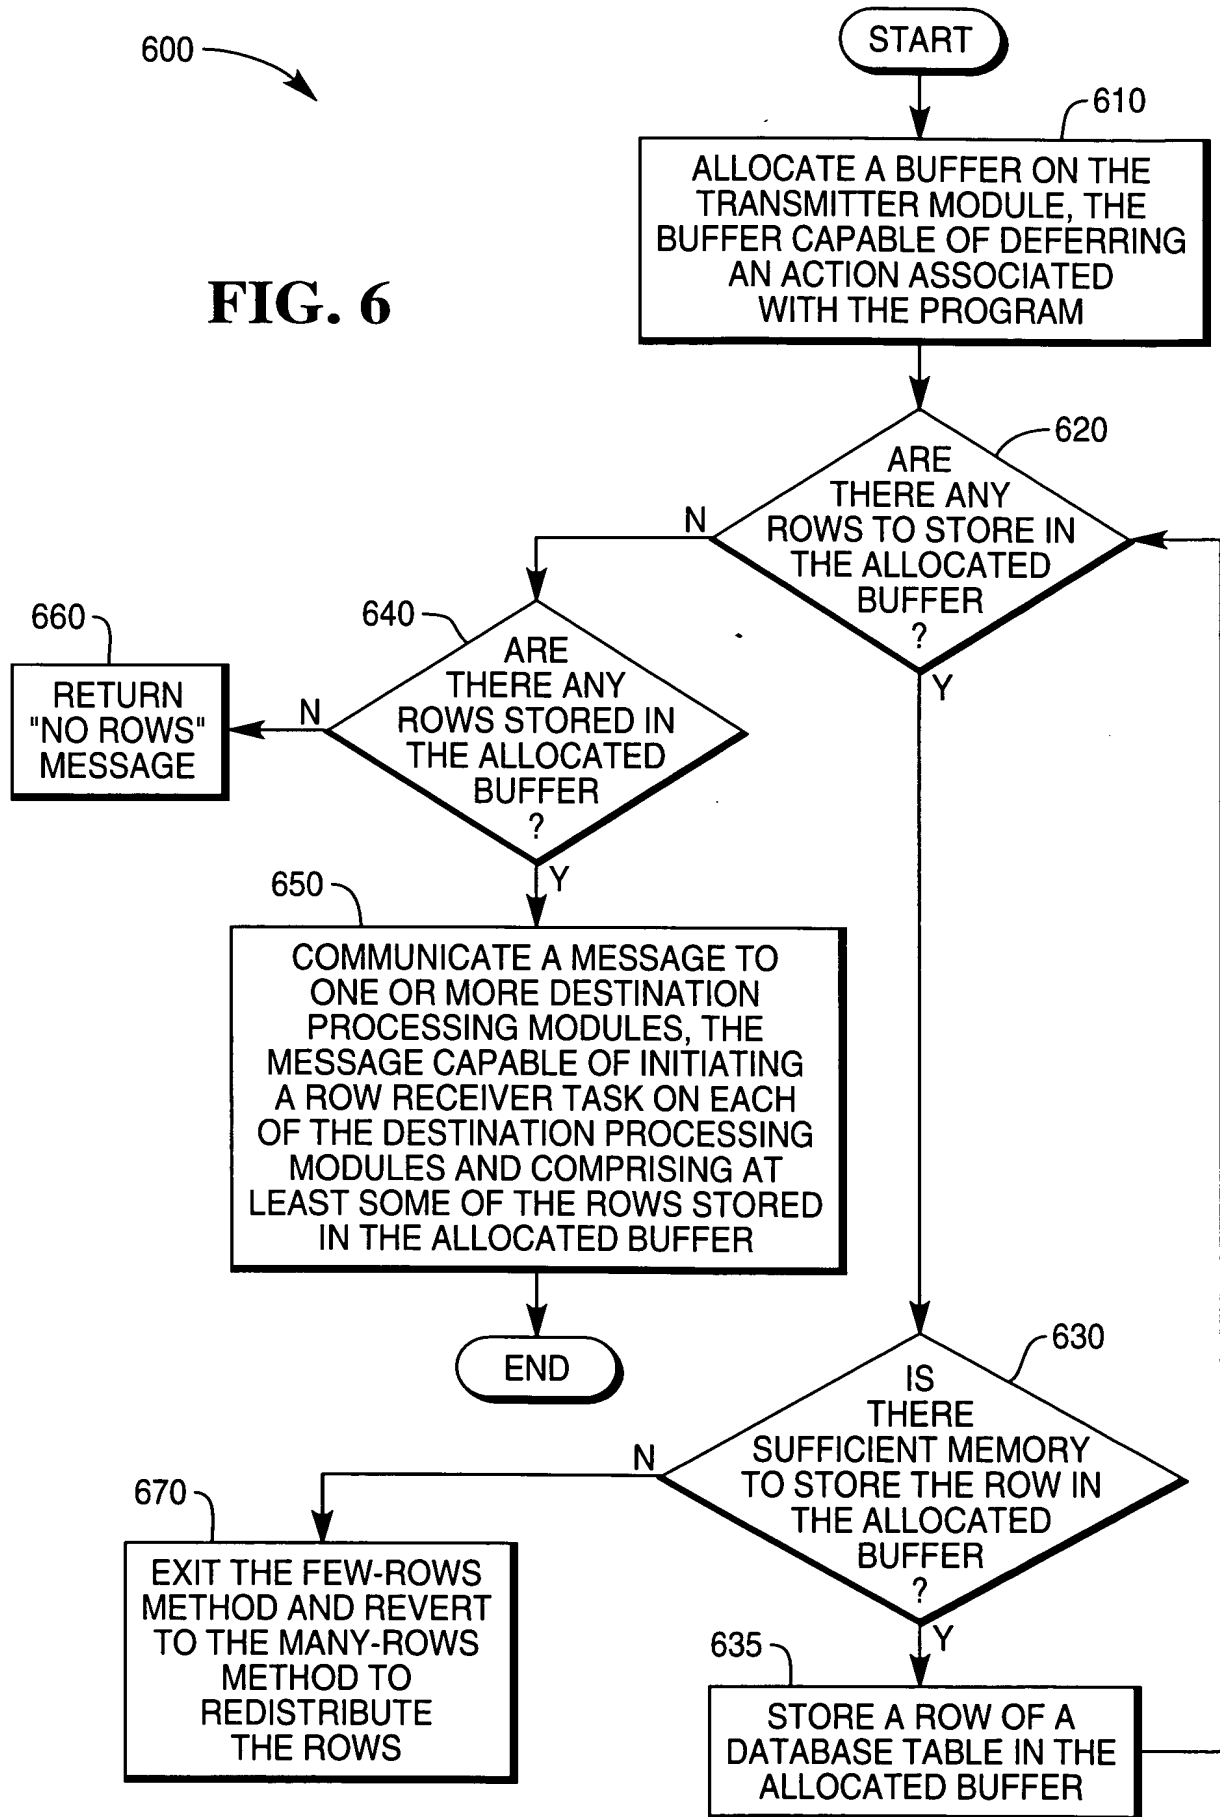 600
START
610
ALLOCATE A BUFFER ON THE
TRANSMITTER MODULE, THE
BUFFER CAPABLE OF DEFERRING
AN ACTION ASSOCIATED
WITH THE PROGRAM
FIG. 6
620
ARE
THERE ANY
ROWS TO STORE IN
THE ALLOCATED
BUFFER
?
N
Y
640
ARE
THERE ANY
ROWS STORED IN
THE ALLOCATED
BUFFER
?
N
Y
660
RETURN
"NO ROWS"
MESSAGE
650
COMMUNICATE A MESSAGE TO
ONE OR MORE DESTINATION
PROCESSING MODULES, THE
MESSAGE CAPABLE OF INITIATING
A ROW RECEIVER TASK ON EACH
OF THE DESTINATION PROCESSING
MODULES AND COMPRISING AT
LEAST SOME OF THE ROWS STORED
IN THE ALLOCATED BUFFER
END
630
IS
THERE
SUFFICIENT MEMORY
TO STORE THE ROW IN
THE ALLOCATED
BUFFER
?
N
Y
670
EXIT THE FEW-ROWS
METHOD AND REVERT
TO THE MANY-ROWS
METHOD TO
REDISTRIBUTE
THE ROWS
635
STORE A ROW OF A
DATABASE TABLE IN THE
ALLOCATED BUFFER